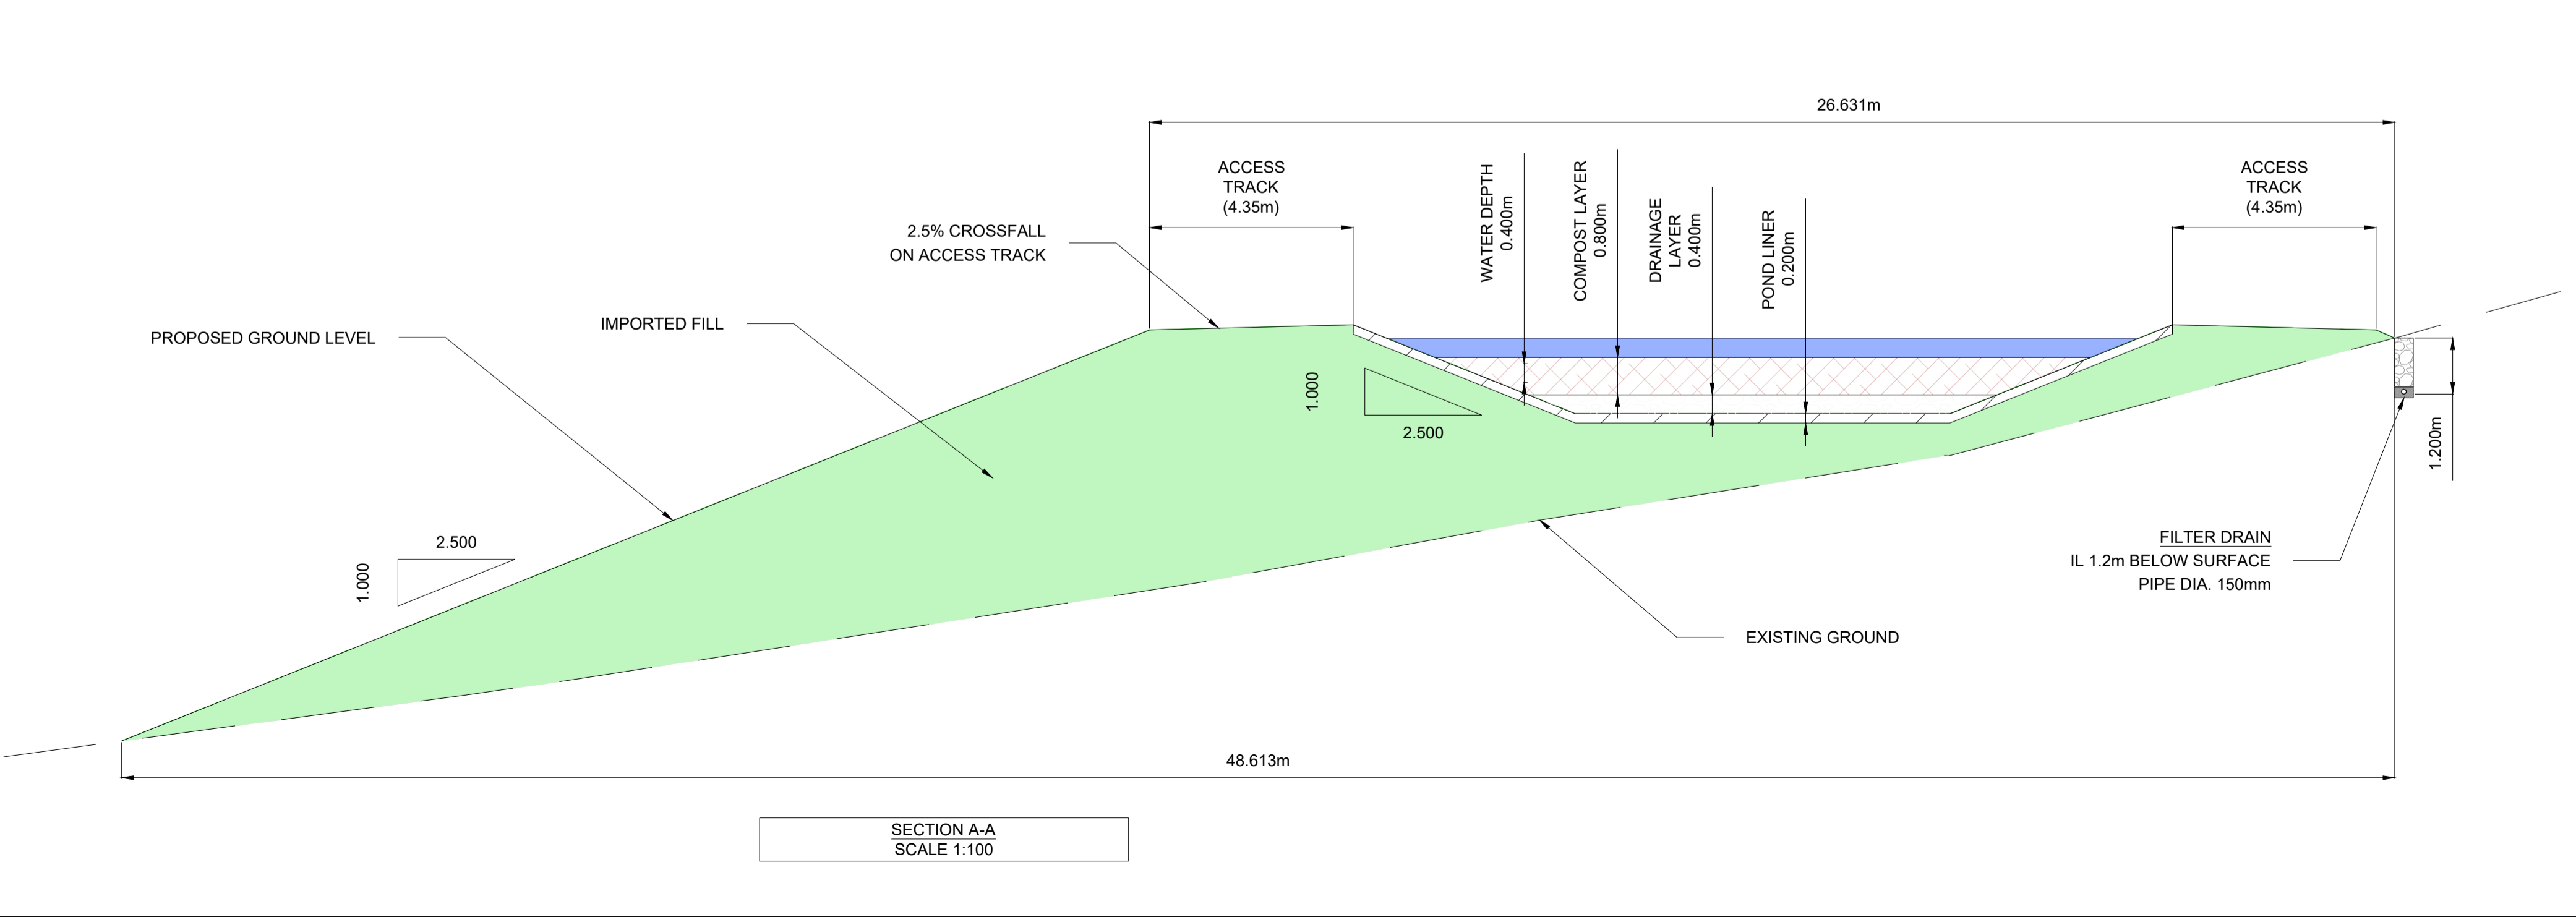 26.631m
ACCESS
TRACK
(4.35m)
WATER DEPTH
0.400m
COMPOST LAYER
0.800m
DRAINAGE
LAYER
0.400m
POND LINER
0.200m
ACCESS
TRACK
(4.35m)
2.5% CROSSFALL
ON ACCESS TRACK
IMPORTED FILL
PROPOSED GROUND LEVEL
1.000
2.500
1.200m
2.500
1.000
FILTER DRAIN
IL 1.2m BELOW SURFACE
PIPE DIA. 150mm
EXISTING GROUND
48.613m
SECTION A-A
SCALE 1:100